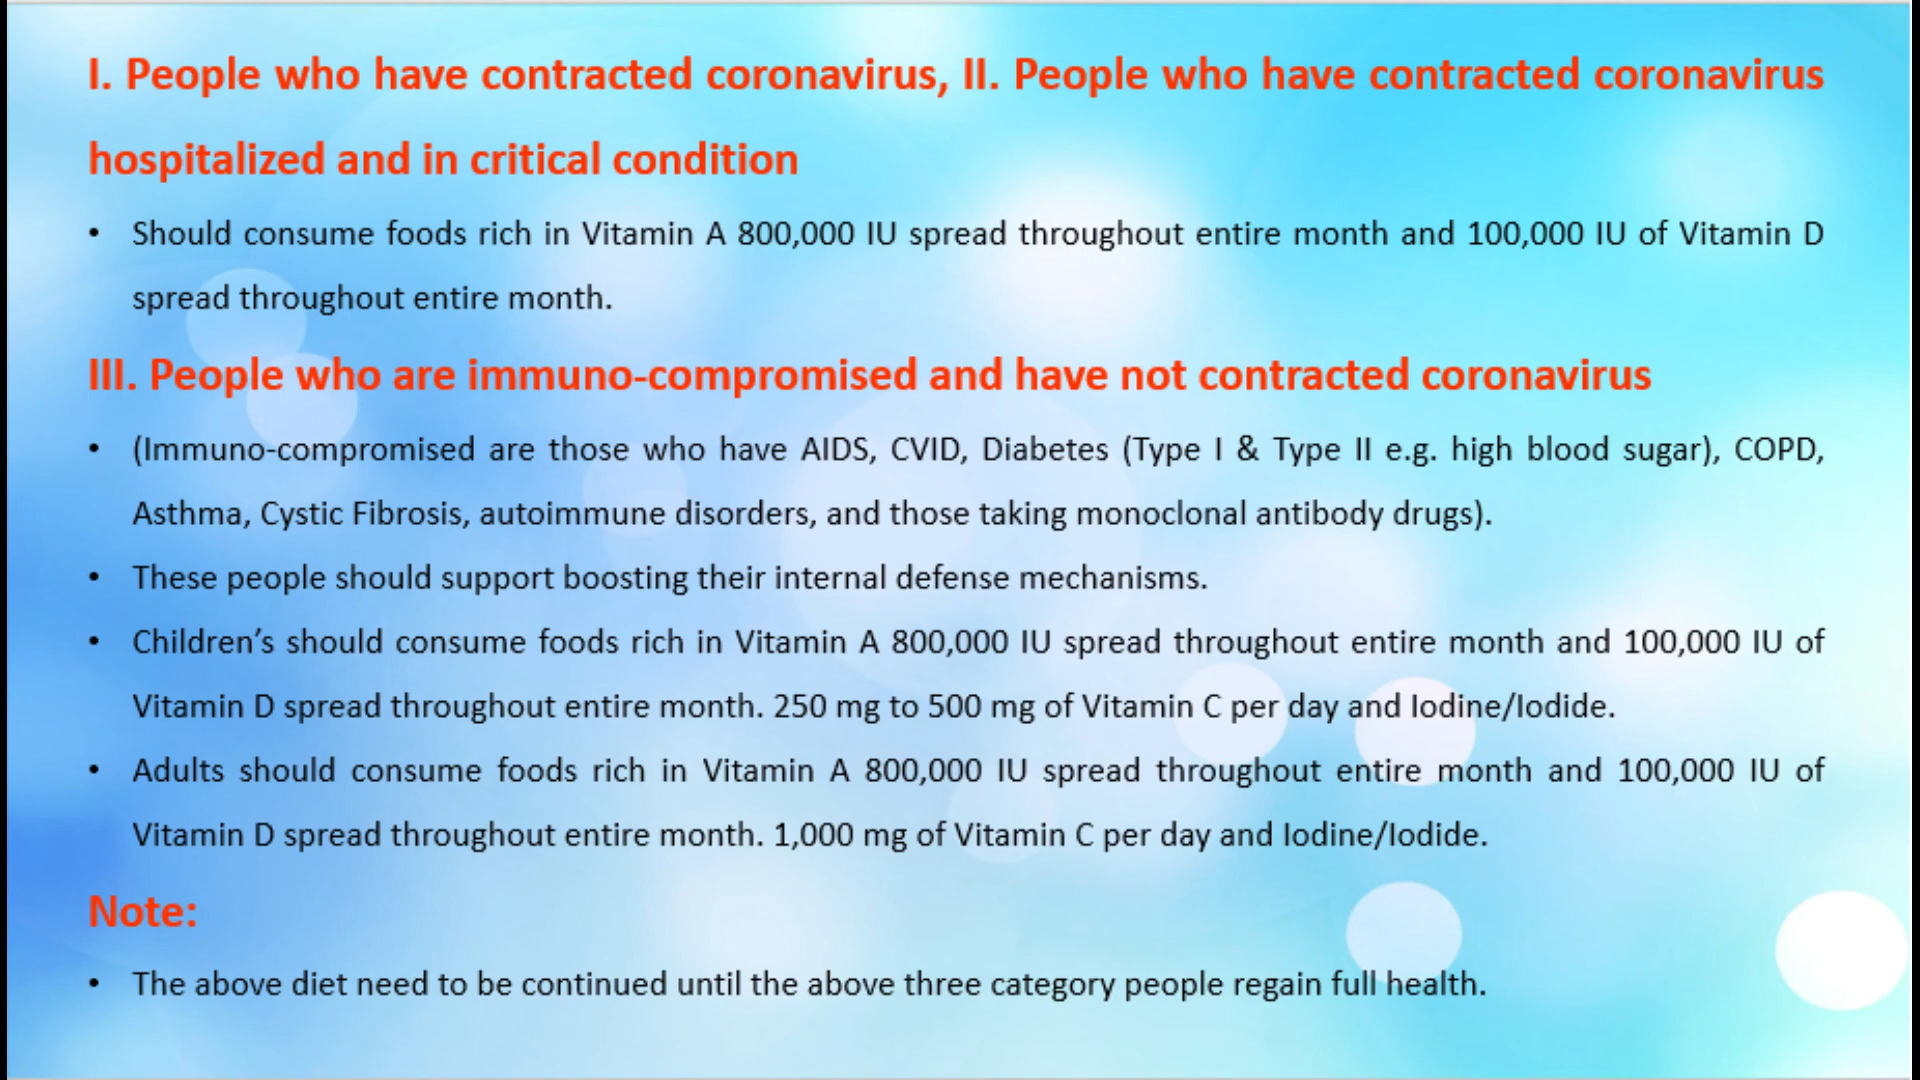 I. People who have contracted coronavirus, II. People who have contracted coronavirus
hospitalized and in critical condition
• Should consume foods rich in Vitamin A 800,000 IU spread throughout entire month and 100,000 IU of Vitamin D
spread throughout entire month.
III. People who are immuno-compromised and have not contracted coronavirus
• (Immuno-compromised are those who have AIDS, CVID, Diabetes (Type I & Type II e.g. high blood sugar), COPD,
Asthma, Cystic Fibrosis, autoimmune disorders, and those taking monoclonal antibody drugs).
• These people should support boosting their internal defense mechanisms.
• Children’s should consume foods rich in Vitamin A 800,000 IU spread throughout entire month and 100,000 IU of
Vitamin D spread throughout entire month. 250 mg to 500 mg of Vitamin C per day and Iodine/Iodide.
• Adults should consume foods rich in Vitamin A 800,000 IU spread throughout entire month and 100,000 IU of
Vitamin D spread throughout entire month. 1,000 mg of Vitamin C per day and Iodine/Iodide.
Note:
• The above diet need to be continued until the above three category people regain full health.